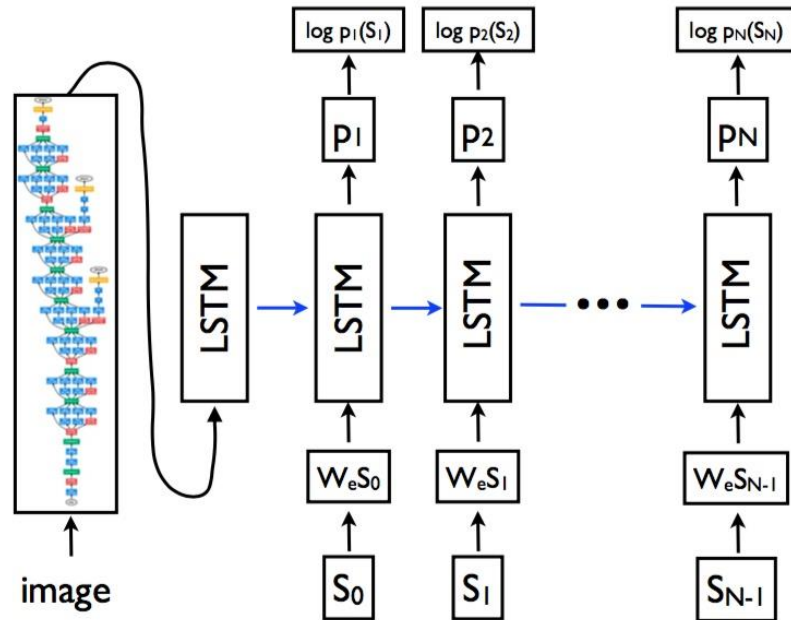 log p₁(S₁) log p₂(S₂) log pN(SN)
p₁ p₂ pN
LSTM LSTM LSTM LSTM
WeS₀ WeS₁ WeSN-1
image S₀ S₁ SN-1